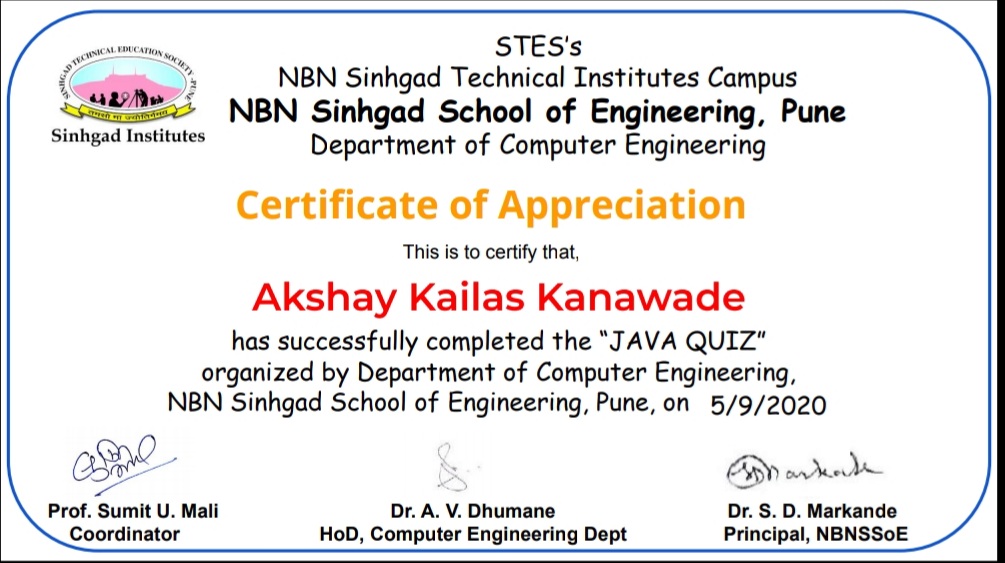 STES's
NBN Sinhgad Technical Institutes Campus
NBN Sinhgad School of Engineering, Pune
Department of Computer Engineering
SINHGAD TECHNICAL EDUCATION SOCIETY - PUNE
Sinhgad Institutes
Certificate of Appreciation
This is to certify that,
Akshay Kailas Kanawade
has successfully completed the "JAVA QUIZ"
organized by Department of Computer Engineering,
NBN Sinhgad School of Engineering, Pune, on 5/9/2020
Prof. Sumit U. Mali
Coordinator
Dr. A. V. Dhumane
HoD, Computer Engineering Dept
Dr. S. D. Markande
Principal, NBNSSoE